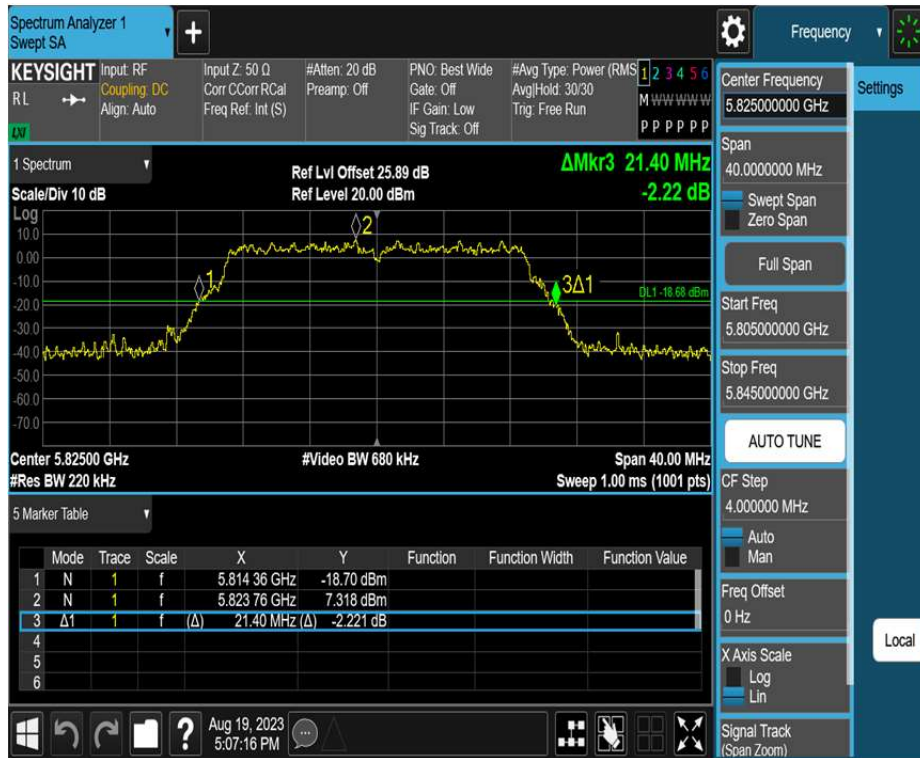 Spectrum Analyzer 1
Swept SA
+
Frequency
KEYSIGHT
RL
LXI
Input: RF
Coupling: DC
Align: Auto
Input Z: 50 Ω
Corr CCorr RCal
Freq Ref: Int (S)
#Atten: 20 dB
Preamp: Off
PNO: Best Wide
Gate: Off
IF Gain: Low
Sig Track: Off
#Avg Type: Power (RMS
Avg|Hold: 30/30
Trig: Free Run
1 2 3 4 5 6
M W W W W W
P P P P P P
Center Frequency
5.825000000 GHz
Settings
Span
40.0000000 MHz
Swept Span
Zero Span
Full Span
Start Freq
5.805000000 GHz
Stop Freq
5.845000000 GHz
AUTO TUNE
CF Step
4.000000 MHz
Auto
Man
Freq Offset
0 Hz
X Axis Scale
Log
Lin
Signal Track
(Span Zoom)
Local
1 Spectrum
Scale/Div 10 dB
Ref Lvl Offset 25.89 dB
Ref Level 20.00 dBm
ΔMkr3 21.40 MHz
-2.22 dB
Log
10.0
0.00
-10.0
-20.0
-30.0
-40.0
-50.0
-60.0
-70.0
1
2
3Δ1
DL1 -18.68 dBm
Center 5.82500 GHz
#Video BW 680 kHz
Span 40.00 MHz
#Res BW 220 kHz
Sweep 1.00 ms (1001 pts)
5 Marker Table
Mode Trace Scale X Y Function Function Width Function Value
1 N 1 f 5.814 36 GHz -18.70 dBm
2 N 1 f 5.823 76 GHz 7.318 dBm
3 Δ1 1 f (Δ) 21.40 MHz (Δ) -2.221 dB
4
5
6
?
Aug 19, 2023
5:07:16 PM